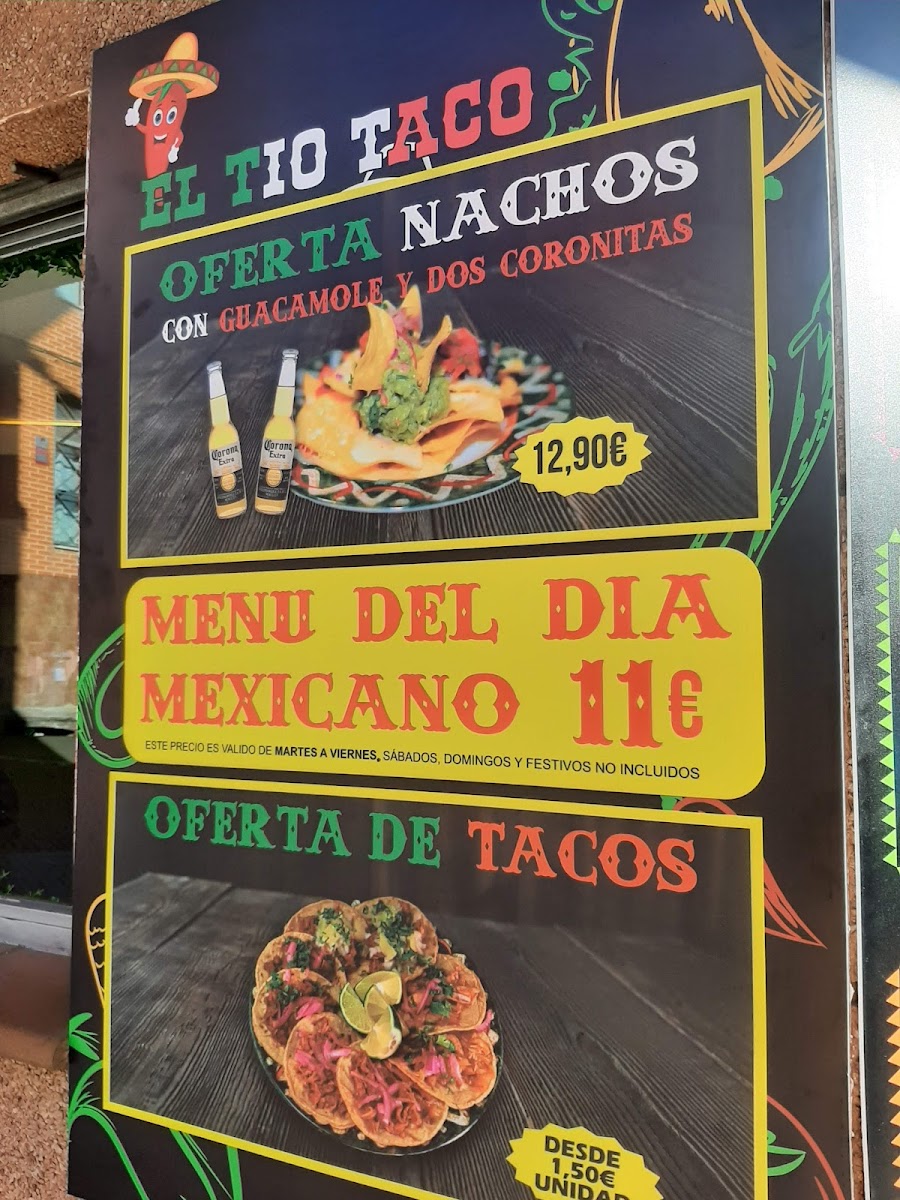 EL TIO TACO
OFERTA NACHOS
CON GUACAMOLE Y DOS CORONITAS
Corona
Extra
Corona
Extra
12,90€
MENU DEL DIA
MEXICANO 11€
ESTE PRECIO ES VALIDO DE MARTES A VIERNES, SÁBADOS, DOMINGOS Y FESTIVOS NO INCLUIDOS
OFERTA DE TACOS
DESDE
1,50€
UNIDAD